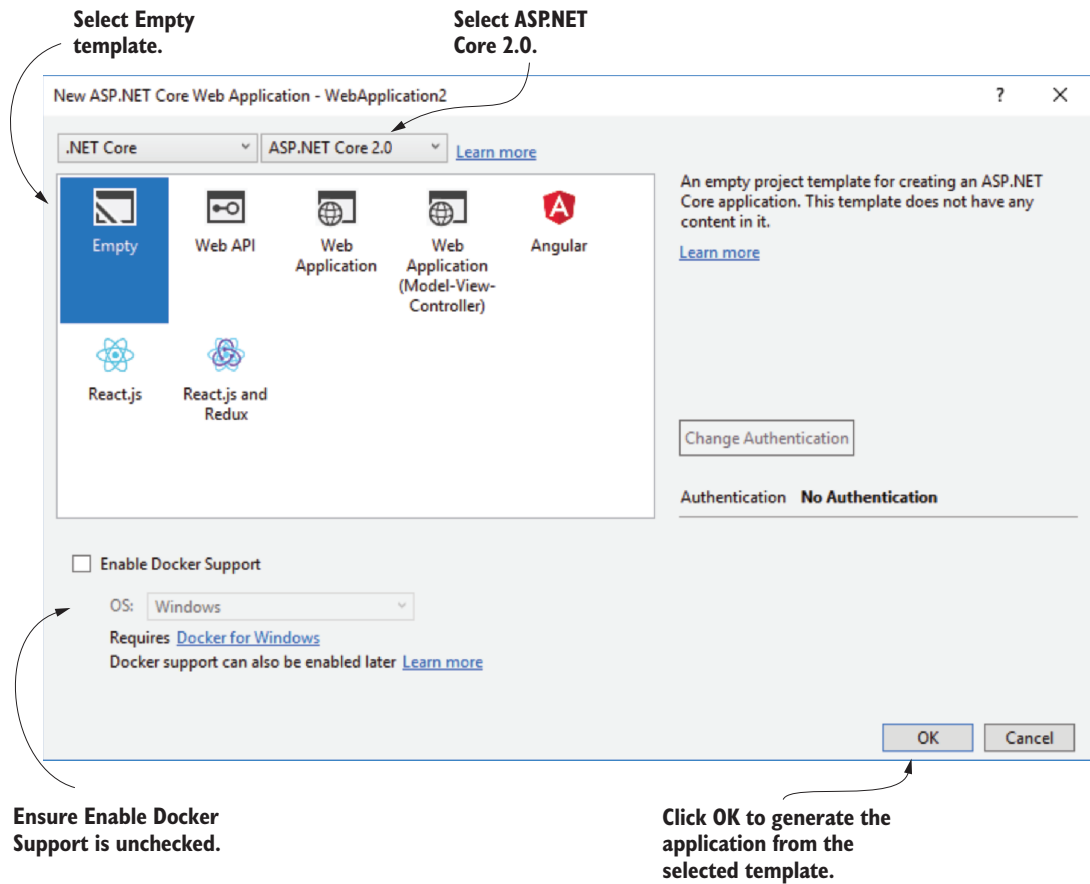 Select Empty
template.
Select ASP.NET
Core 2.0.
New ASP.NET Core Web Application - WebApplication2
?
.NET Core
ASP.NET Core 2.0
Learn more
Empty
Web API
Web
Application
Web
Application
(Model-View-
Controller)
Angular
React.js
React.js and
Redux
An empty project template for creating an ASP.NET
Core application. This template does not have any
content in it.
Learn more
Change Authentication
Authentication No Authentication
Enable Docker Support
OS: Windows
Requires Docker for Windows
Docker support can also be enabled later Learn more
OK
Cancel
Ensure Enable Docker
Support is unchecked.
Click OK to generate the
application from the
selected template.